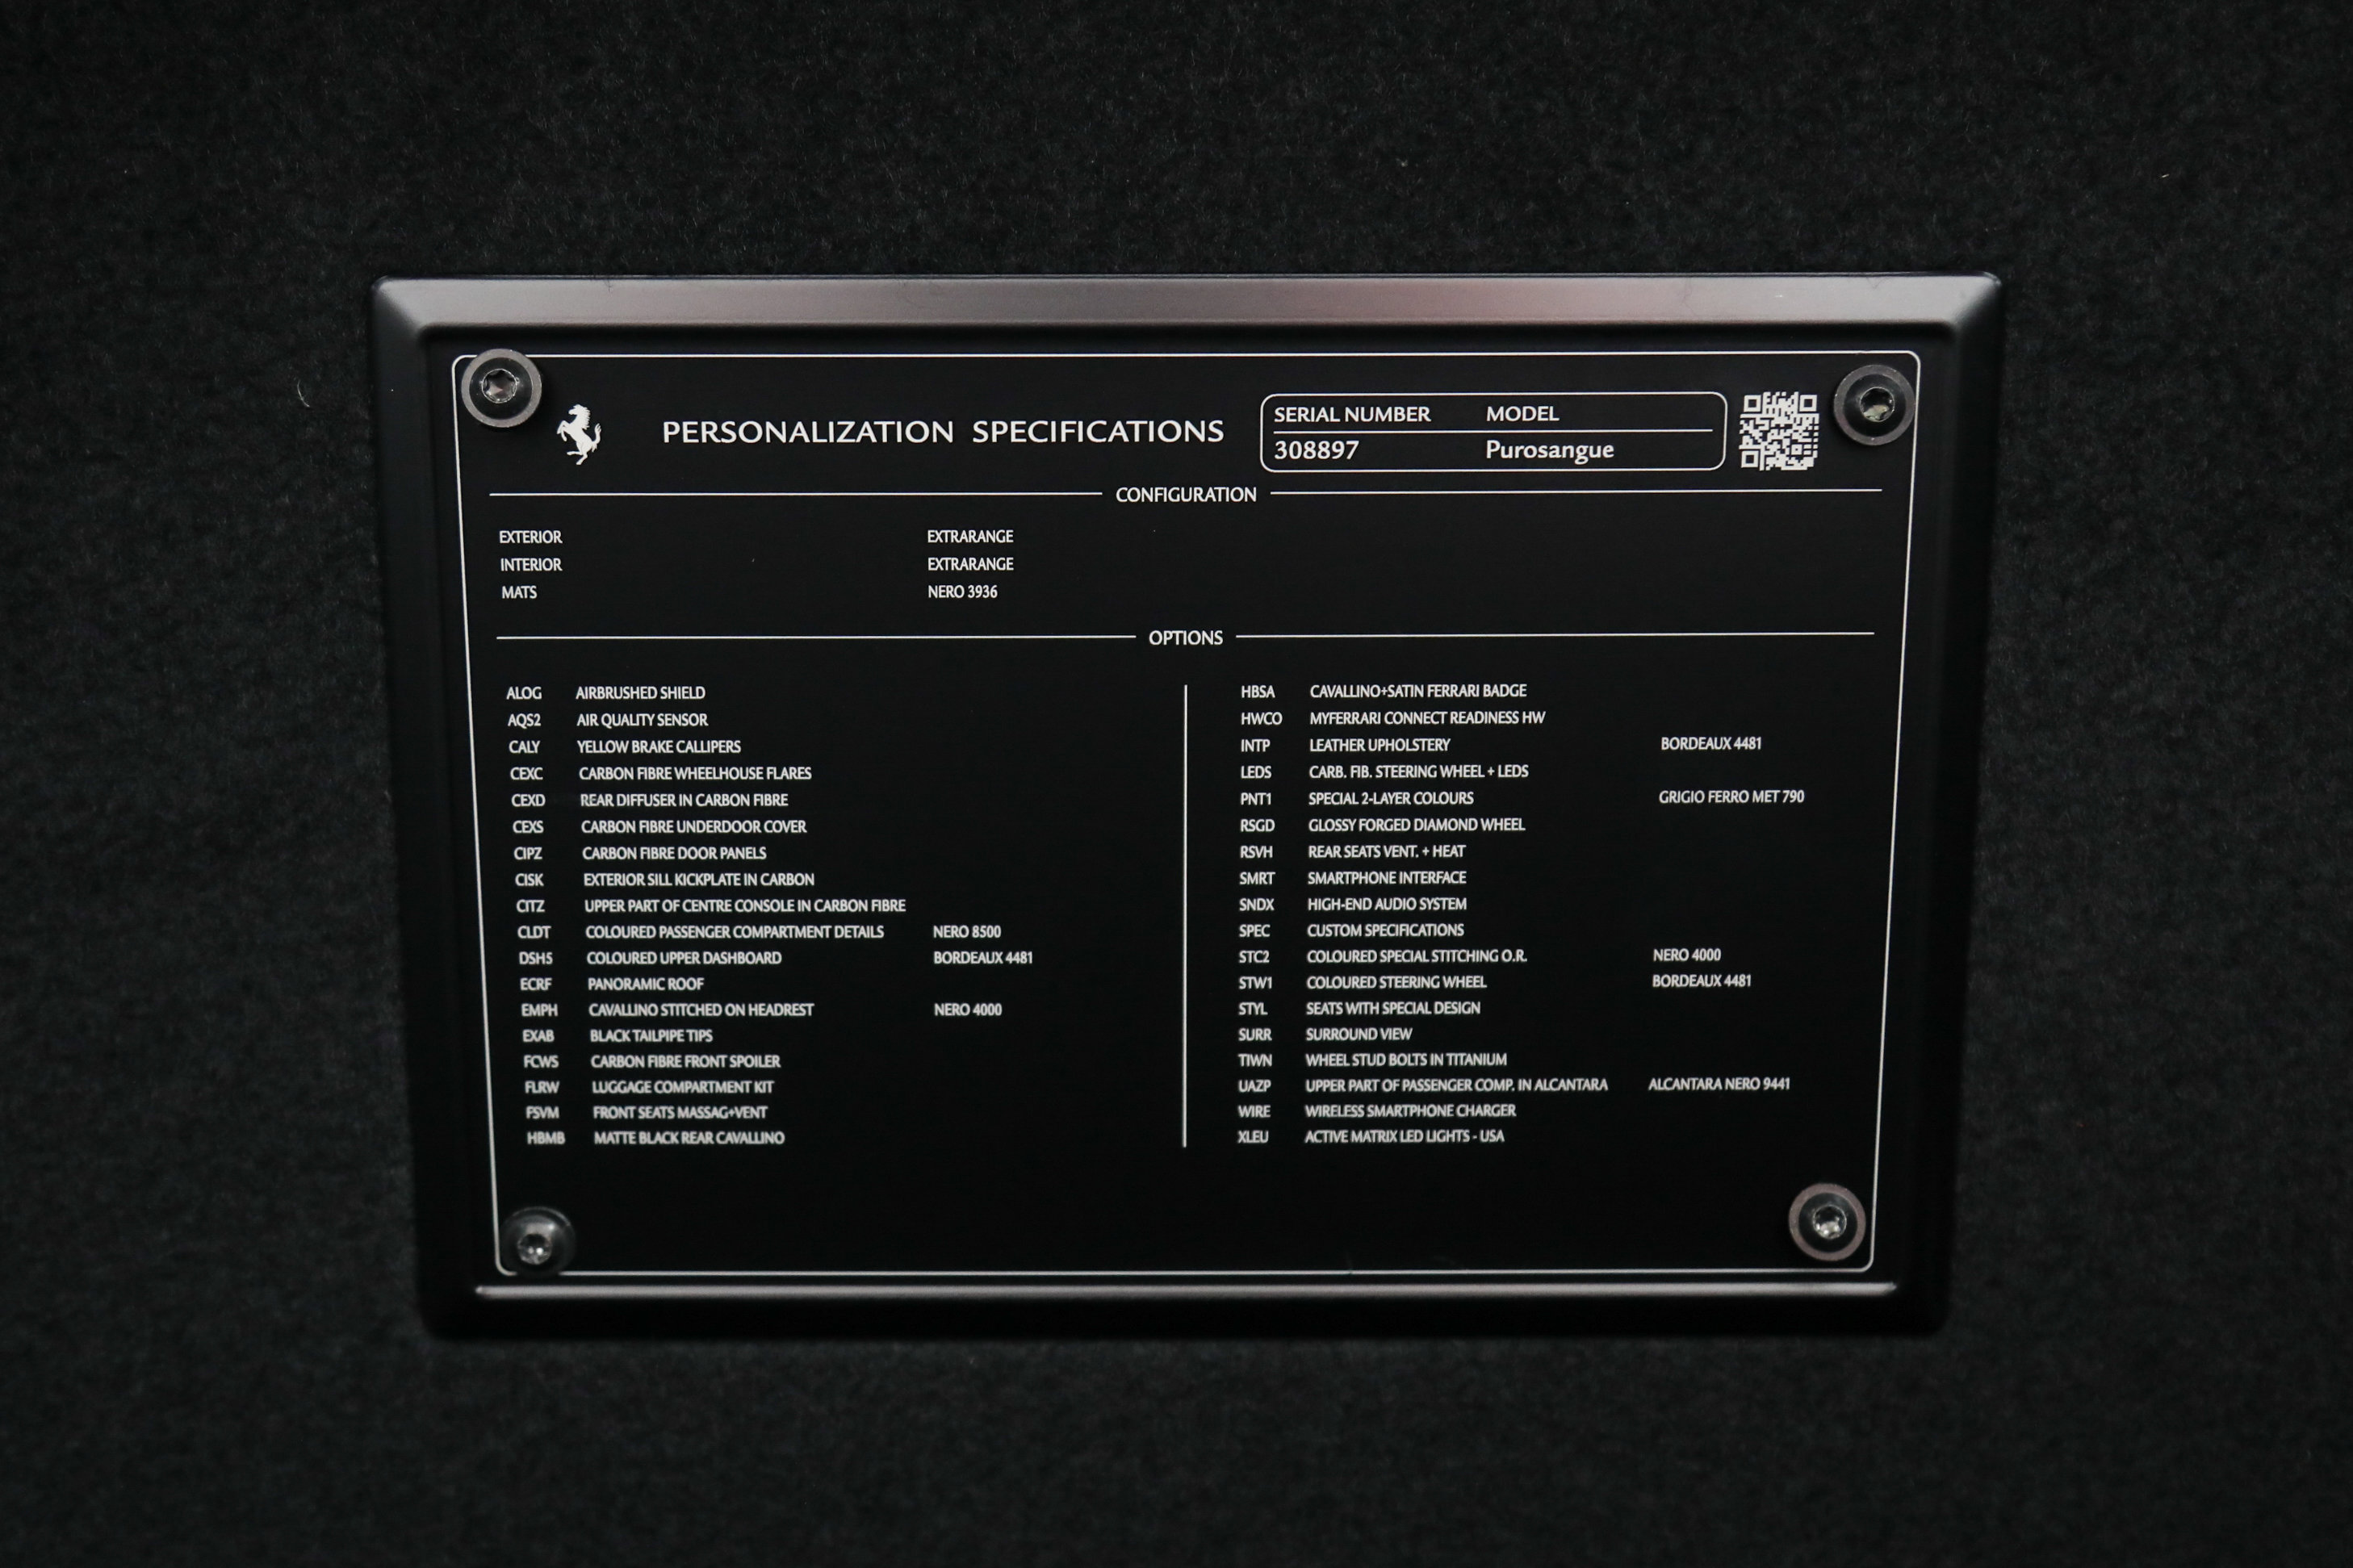 PERSONALIZATION SPECIFICATIONS
SERIAL NUMBER MODEL
308897 Purosangue
CONFIGURATION
EXTERIOR EXTRARANGE
INTERIOR EXTRARANGE
MATS NERO 3936
OPTIONS
ALOG AIRBRUSHED SHIELD
AQS2 AIR QUALITY SENSOR
CALY YELLOW BRAKE CALLIPERS
CEXC CARBON FIBRE WHEELHOUSE FLARES
CEXD REAR DIFFUSER IN CARBON FIBRE
CEXS CARBON FIBRE UNDERDOOR COVER
CIPZ CARBON FIBRE DOOR PANELS
CISK EXTERIOR SILL KICKPLATE IN CARBON
CITZ UPPER PART OF CENTRE CONSOLE IN CARBON FIBRE
CLDT COLOURED PASSENGER COMPARTMENT DETAILS NERO 8500
DSH5 COLOURED UPPER DASHBOARD BORDEAUX 4481
ECRF PANORAMIC ROOF
EMPH CAVALLINO STITCHED ON HEADREST NERO 4000
EXAB BLACK TAILPIPE TIPS
FCWS CARBON FIBRE FRONT SPOILER
FLRW LUGGAGE COMPARTMENT KIT
FSVM FRONT SEATS MASSAG+VENT
HBMB MATTE BLACK REAR CAVALLINO
HBSA CAVALLINO+SATIN FERRARI BADGE
HWCO MYFERRARI CONNECT READINESS HW
INTP LEATHER UPHOLSTERY BORDEAUX 4481
LEDS CARB. FIB. STEERING WHEEL + LEDS
PNT1 SPECIAL 2-LAYER COLOURS GRIGIO FERRO MET 790
RSGD GLOSSY FORGED DIAMOND WHEEL
RSVH REAR SEATS VENT. + HEAT
SMRT SMARTPHONE INTERFACE
SNDX HIGH-END AUDIO SYSTEM
SPEC CUSTOM SPECIFICATIONS
STC2 COLOURED SPECIAL STITCHING O.R. NERO 4000
STW1 COLOURED STEERING WHEEL BORDEAUX 4481
STYL SEATS WITH SPECIAL DESIGN
SURR SURROUND VIEW
TIWN WHEEL STUD BOLTS IN TITANIUM
UAZP UPPER PART OF PASSENGER COMP. IN ALCANTARA ALCANTARA NERO 9441
WIRE WIRELESS SMARTPHONE CHARGER
XLEU ACTIVE MATRIX LED LIGHTS - USA